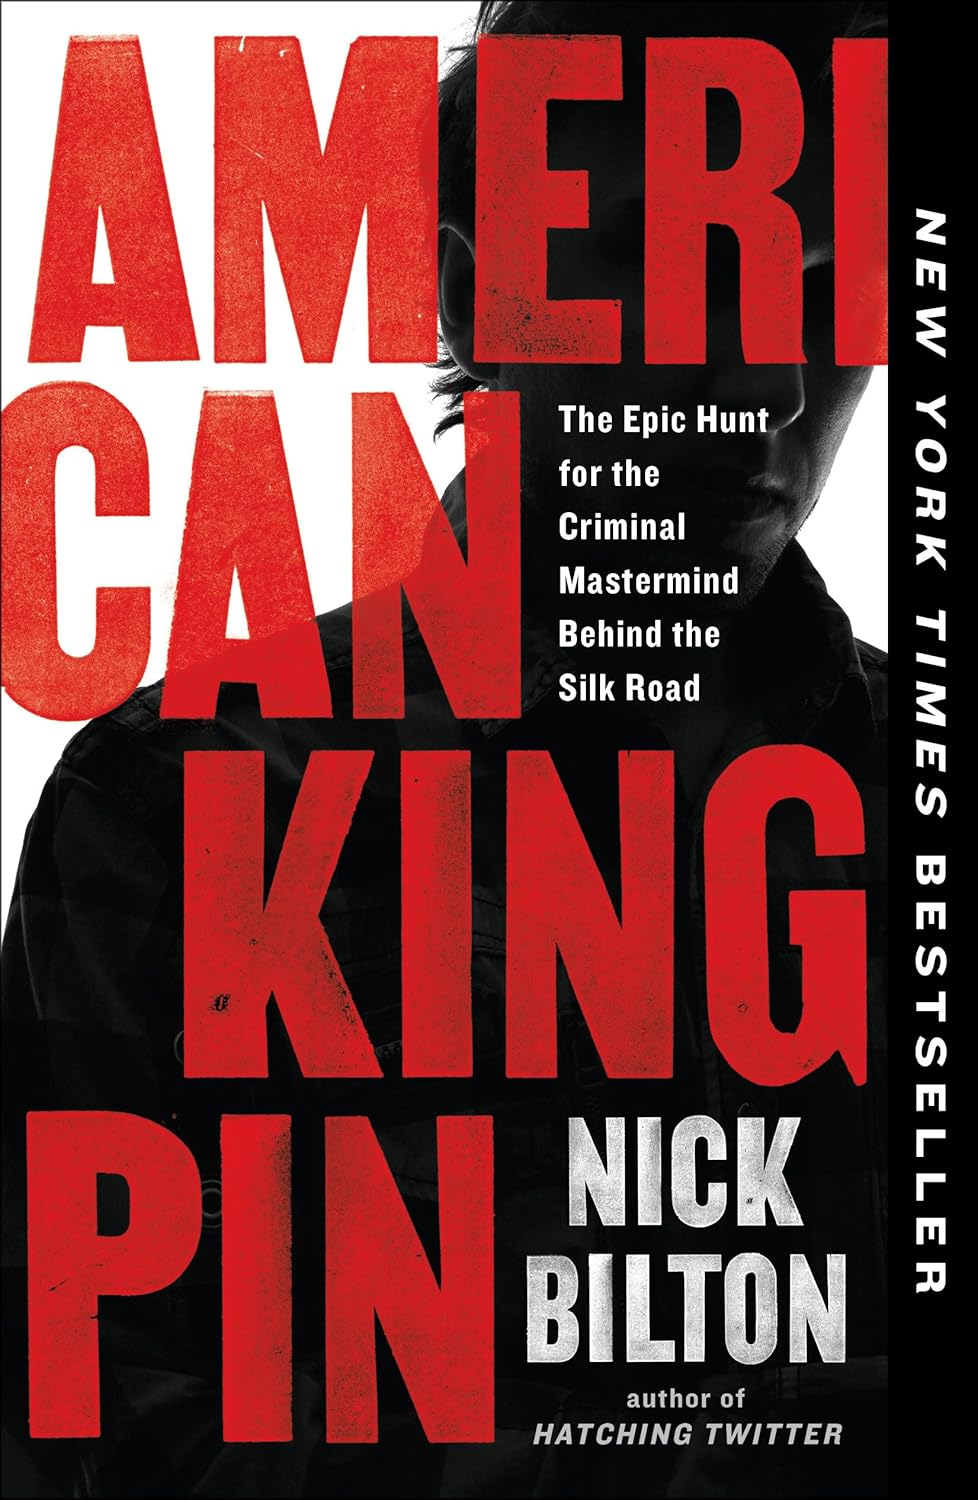 AMERI
CAN
KING
PIN
The Epic Hunt
for the
Criminal
Mastermind
Behind the
Silk Road
NICK
BILTON
author of
HATCHING TWITTER
NEW YORK TIMES BESTSELLER